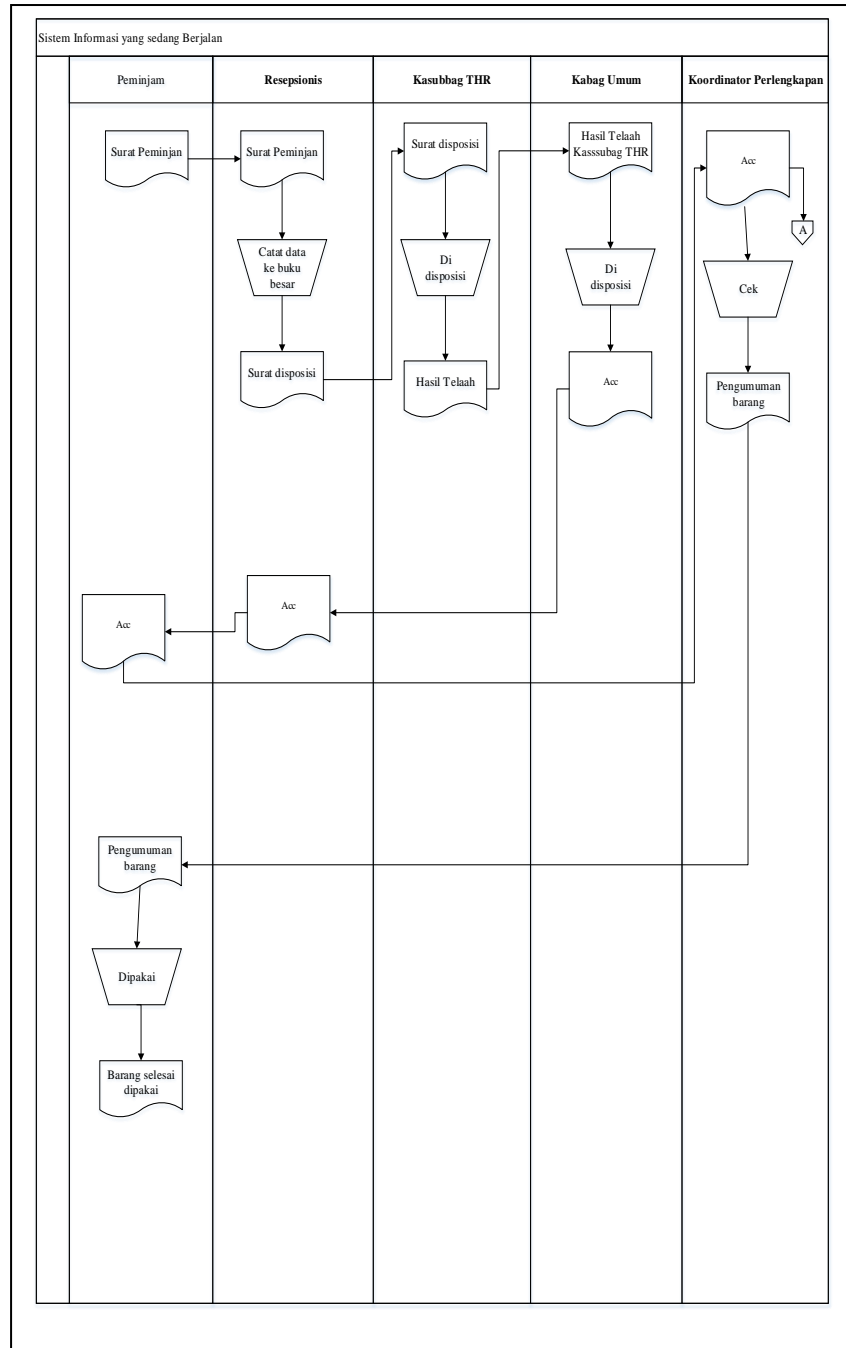 Sistem Informasi yang sedang Berjalan
Peminjam
Resepsionis
Kasubbag THR
Kabag Umum
Koordinator Perlengkapan
Surat Peminjan
Surat Peminjan
Catat data
ke buku
besar
Surat disposisi
Surat disposisi
Di
disposisi
Hasil Telaah
Hasil Telaah
Kasssubag THR
Di
disposisi
Acc
Acc
A
Cek
Pengumuman
barang
Acc
Acc
Pengumuman
barang
Dipakai
Barang selesai
dipakai